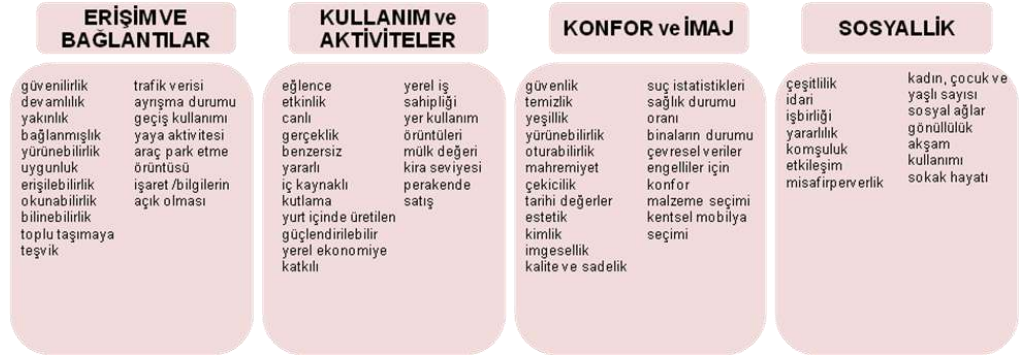 ERİŞİM VE
BAĞLANTILAR
güvenilirlik
devamlılık
yakınlık
bağlanmışlık
yürünebilirlik
uygunluk
erişilebilirlik
okunabilirlik
bilinebilirlik
toplu taşımaya
teşvik
trafik verisi
ayrışma durumu
geçiş kullanımı
yaya aktivitesi
araç park etme
örüntüsü
işaret /bilgilerin
açık olması
KULLANIM ve
AKTİVİTELER
eğlence
etkinlik
canlı
gerçeklik
benzersiz
yararlı
iç kaynaklı
kutlama
yurt içinde üretilen
güçlendirilebilir
yerel ekonomiye
katkılı
yerel iş
sahipliği
yer kullanım
örüntüleri
mülk değeri
kira seviyesi
perakende
satış
KONFOR ve İMAJ
güvenlik
temizlik
yeşillik
yürünebilirlik
oturabilirlik
mahremiyet
çekicilik
tarihi değerler
estetik
kimlik
imgesellik
kalite ve sadelik
suç istatistikleri
sağlık durumu
oranı
binaların durumu
çevresel veriler
engelliler için
konfor
malzeme seçimi
kentsel mobilya
seçimi
SOSYALLİK
çeşitlilik
idari
işbirliği
yararlılık
komşuluk
etkileşim
misafirperverlik
kadın, çocuk ve
yaşlı sayısı
sosyal ağlar
gönüllülük
akşam
kullanımı
sokak hayatı